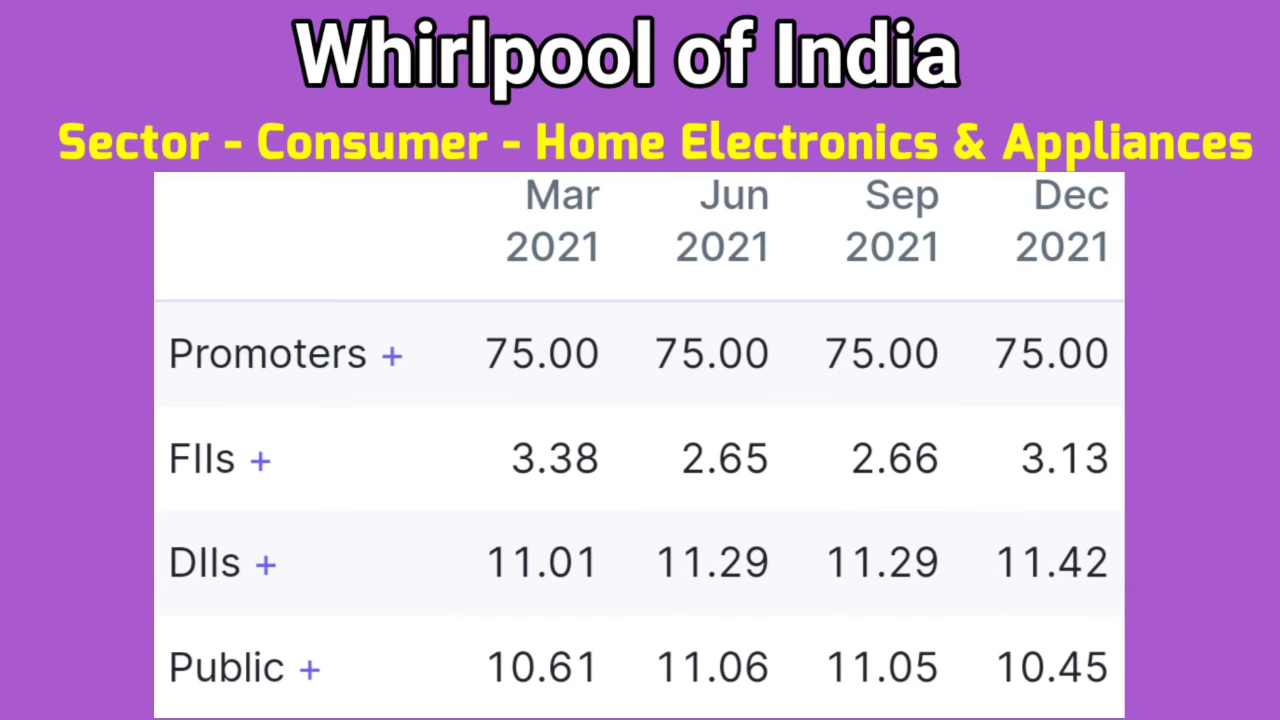 Whirlpool of India
Sector - Consumer - Home Electronics & Appliances
Mar Jun Sep Dec
2021 2021 2021 2021
Promoters + 75.00 75.00 75.00 75.00
FIIs + 3.38 2.65 2.66 3.13
DIIs + 11.01 11.29 11.29 11.42
Public + 10.61 11.06 11.05 10.45